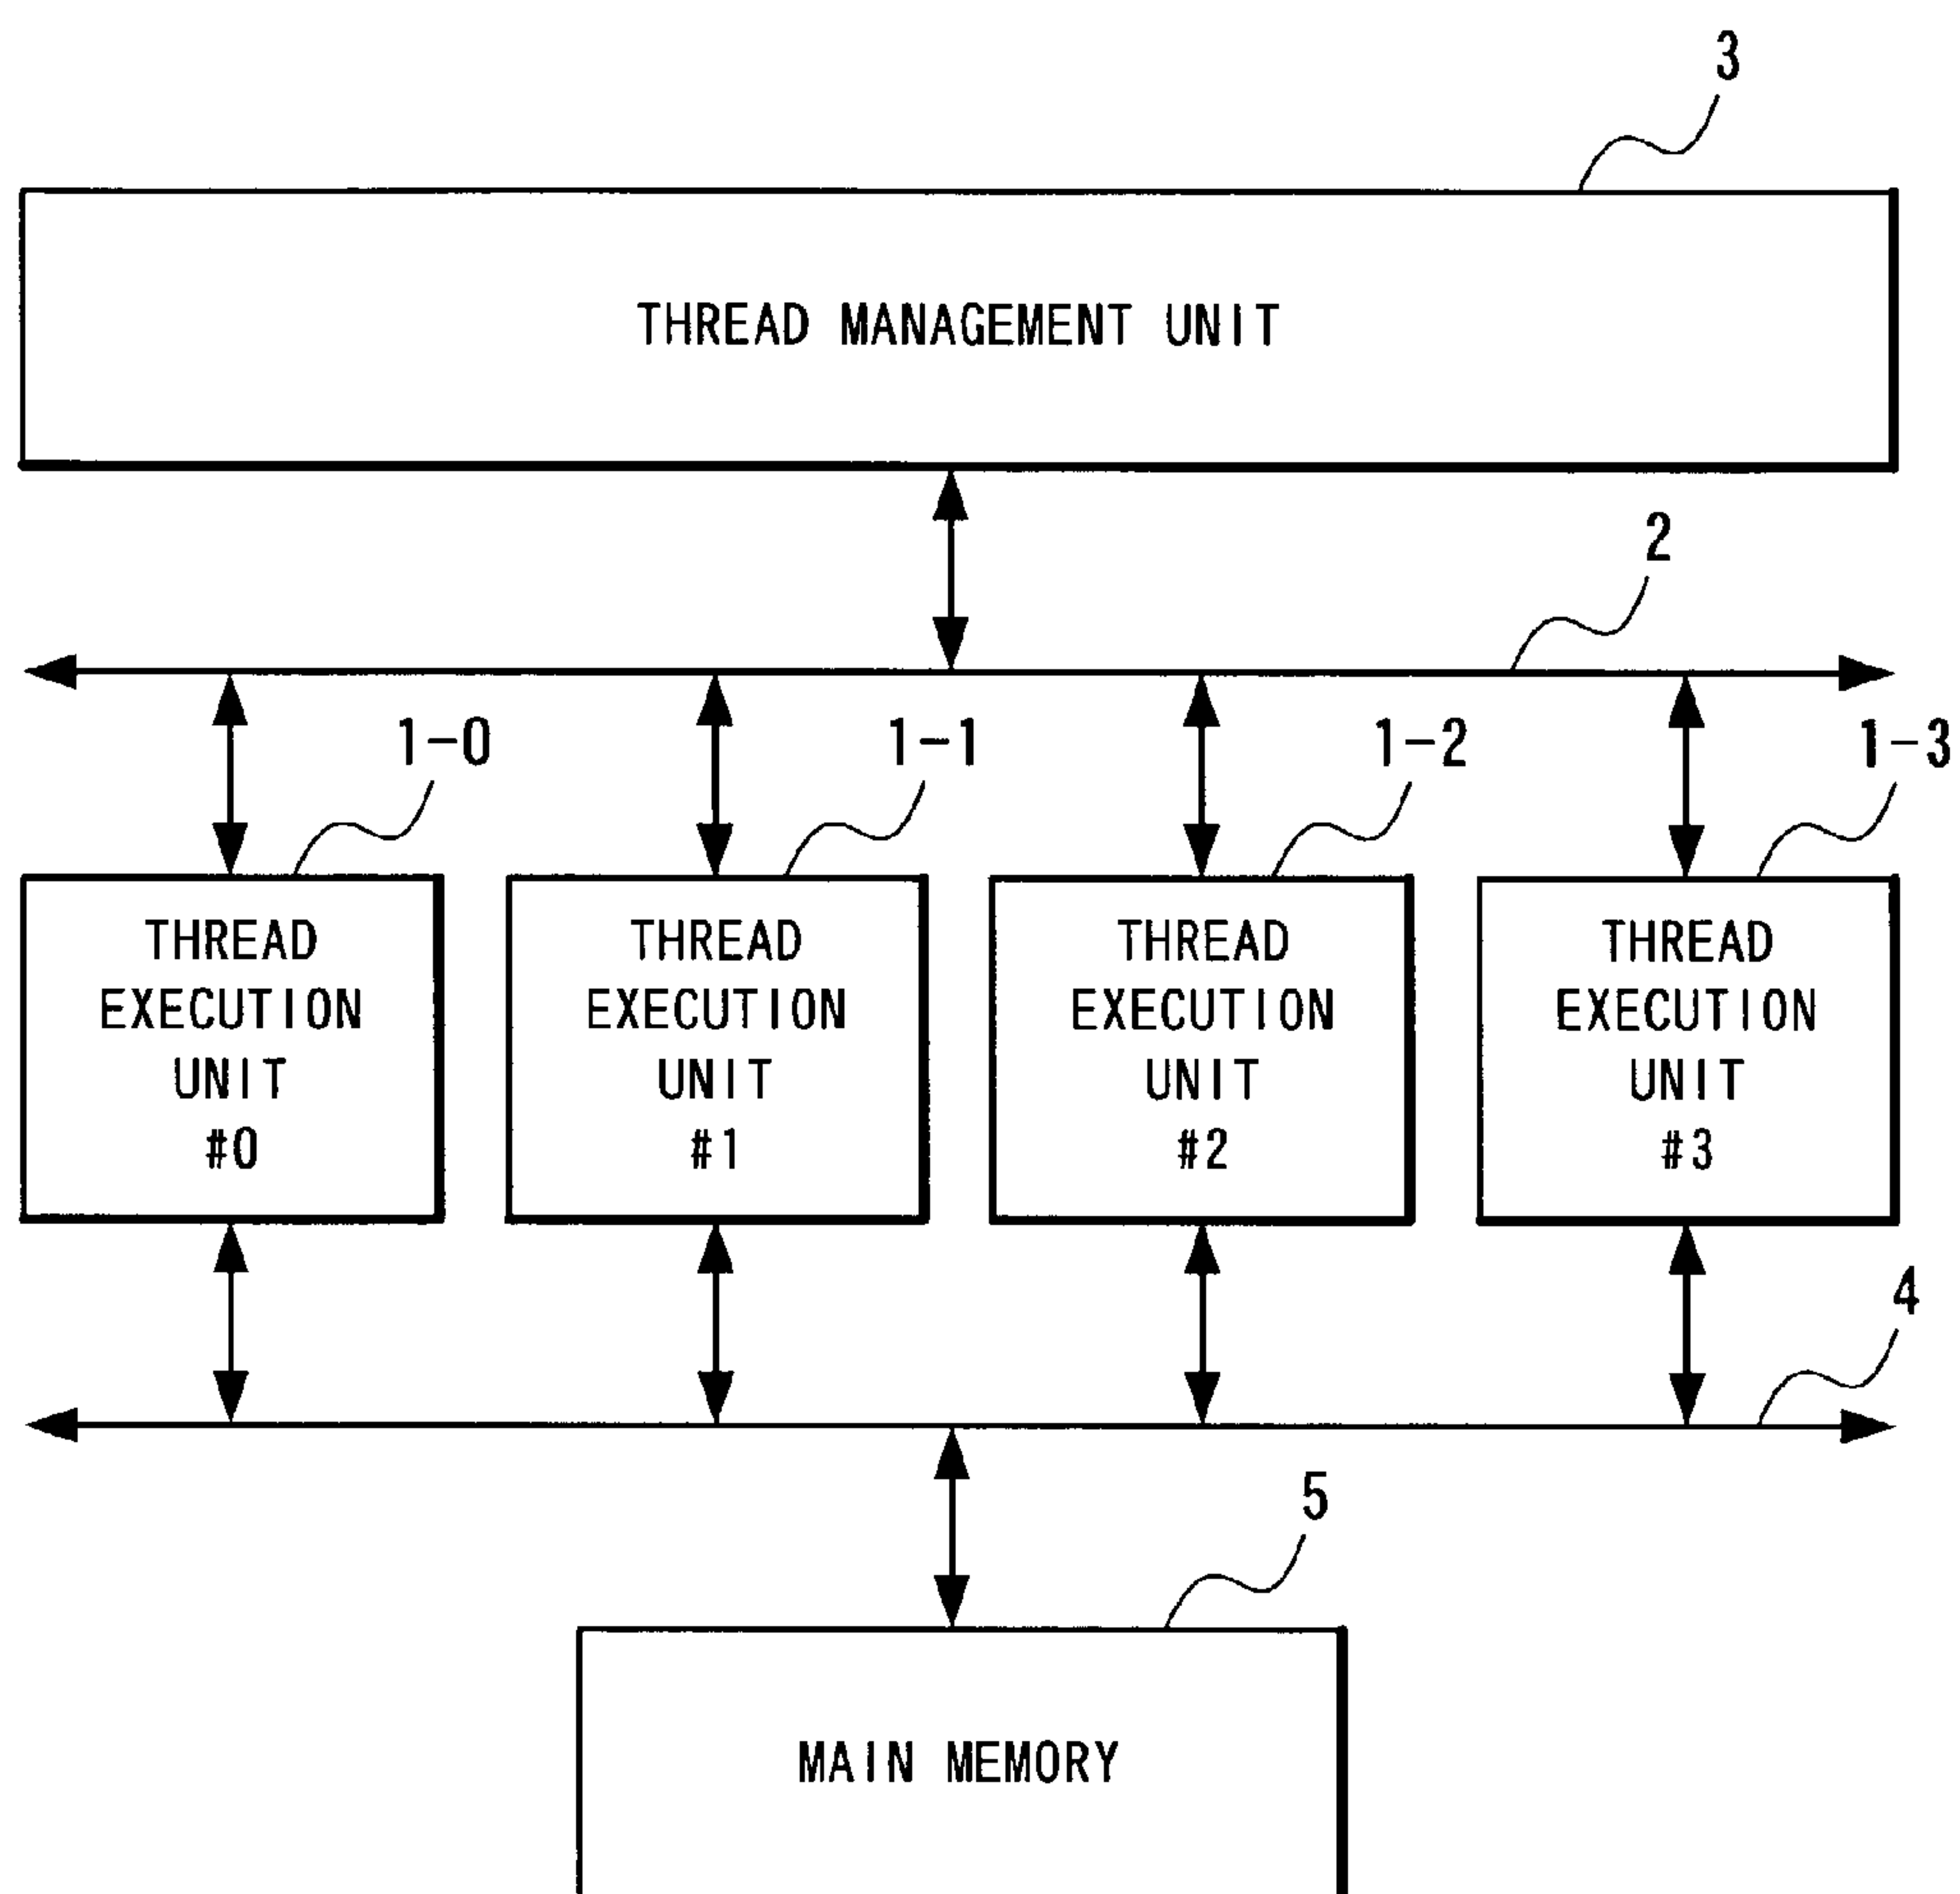 3
THREAD MANAGEMENT UNIT
2
1-0
1-1
1-2
1-3
THREAD
EXECUTION
UNIT
#0
THREAD
EXECUTION
UNIT
#1
THREAD
EXECUTION
UNIT
#2
THREAD
EXECUTION
UNIT
#3
4
5
MAIN MEMORY